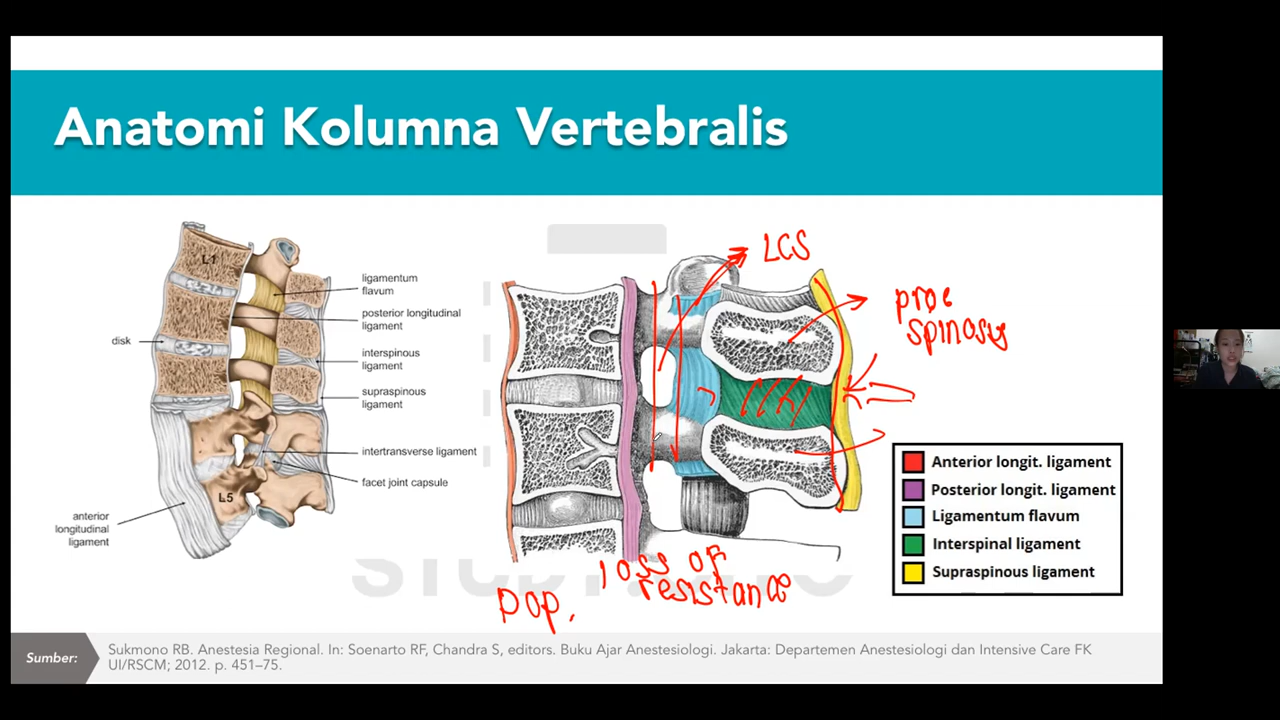 Anatomi Kolumna Vertebralis
L1
disk
L5
anterior
longitudinal
ligament
ligamentum
flavum
posterior longitudinal
ligament
interspinous
ligament
supraspinous
ligament
intertransverse ligament
facet joint capsule
LCS
proc
spinosus
loss of
resistance
pop.
Anterior longit. ligament
Posterior longit. ligament
Ligamentum flavum
Interspinal ligament
Supraspinous ligament
Sumber:
Sukmono RB. Anestesia Regional. In: Soenarto RF, Chandra S, editors. Buku Ajar Anestesiologi. Jakarta: Departemen Anestesiologi dan Intensive Care FK
UI/RSCM; 2012. p. 451–75.